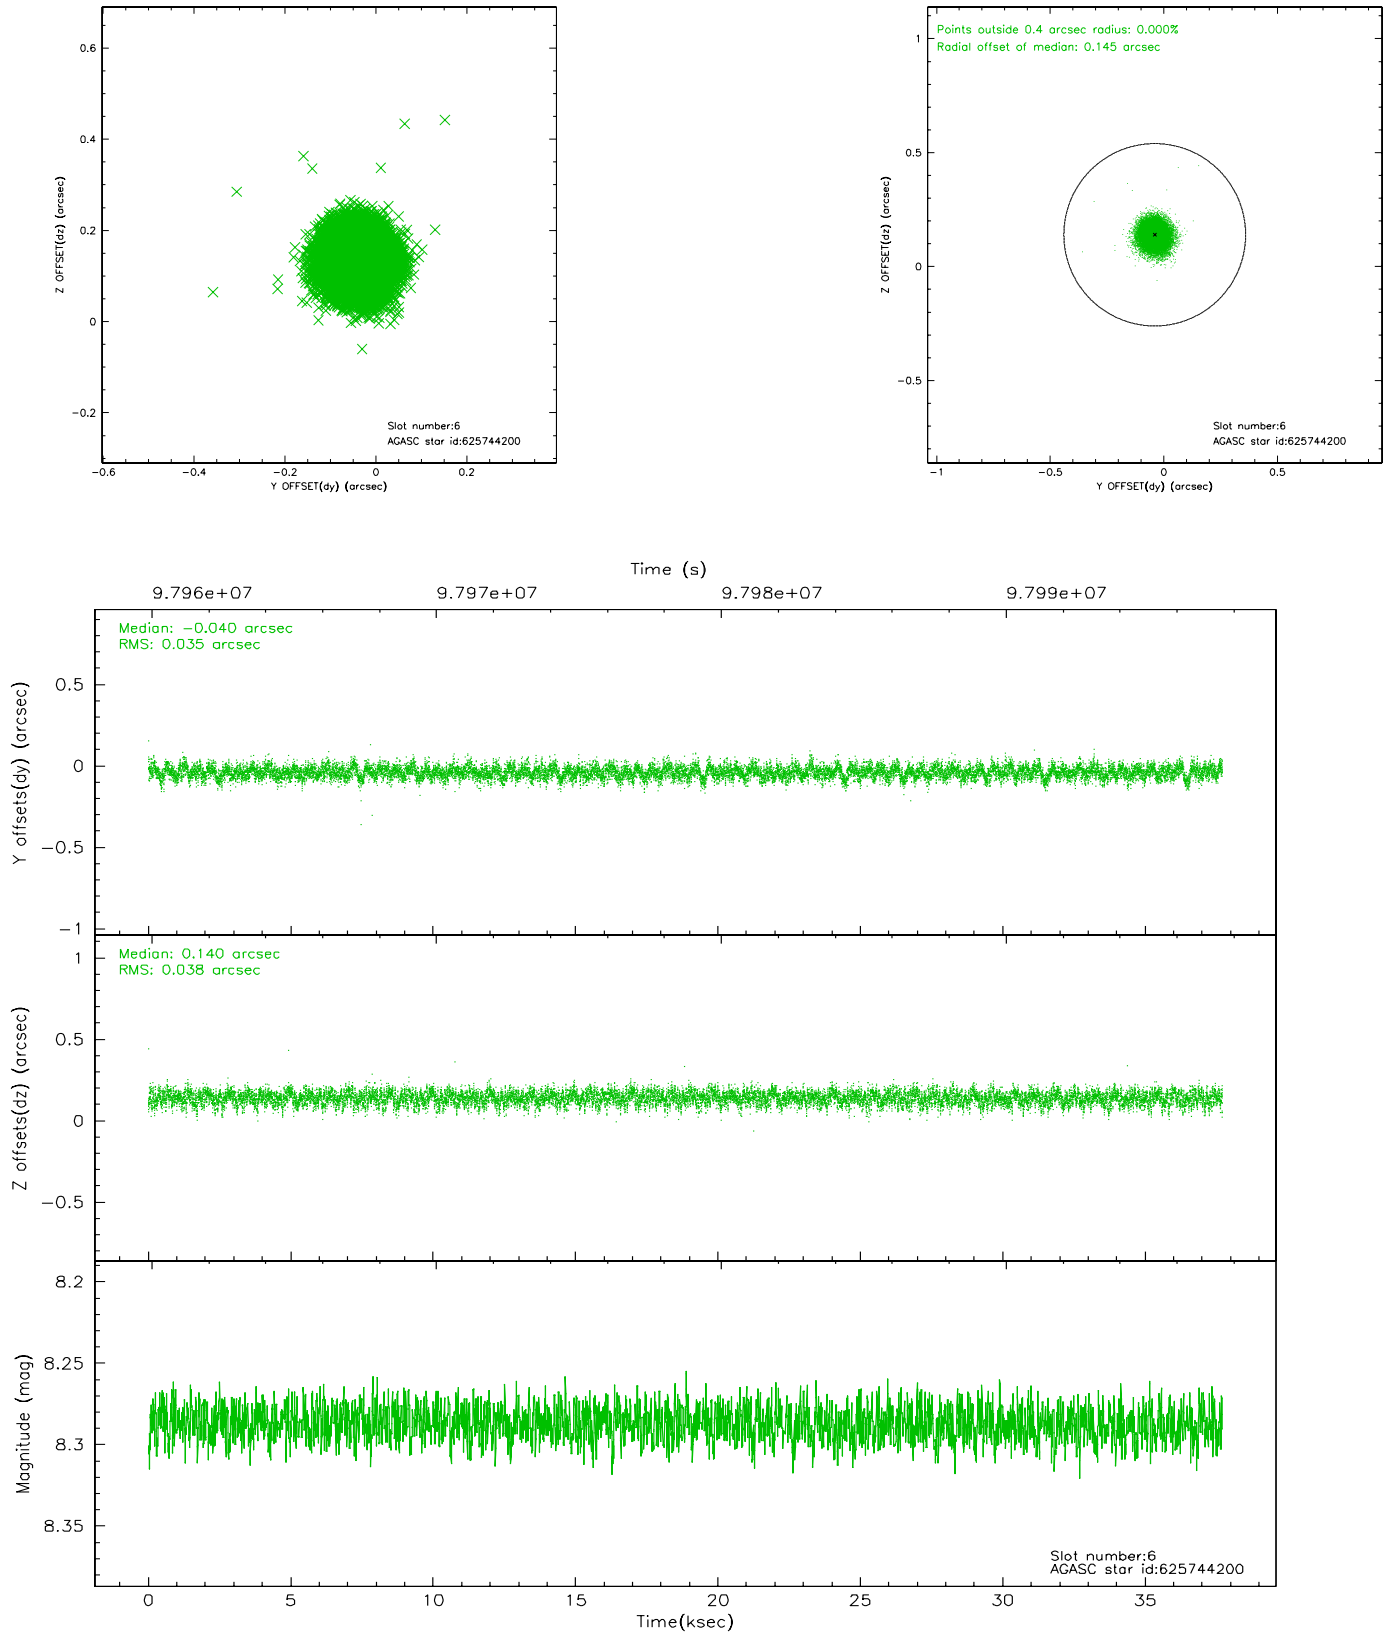 0.6
0.4
0.2
0
−0.2
Z OFFSET(dz) (arcsec)
Slot number:6
AGASC star id:625744200
−0.6 −0.4 −0.2 0 0.2
Y OFFSET(dy) (arcsec)
Points outside 0.4 arcsec radius: 0.000%
Radial offset of median: 0.145 arcsec
1
0.5
0
−0.5
Z OFFSET(dz) (arcsec)
Slot number:6
AGASC star id:625744200
−1 −0.5 0 0.5
Y OFFSET(dy) (arcsec)
Time (s)
9.796e+07 9.797e+07 9.798e+07 9.799e+07
Median: −0.040 arcsec
RMS: 0.035 arcsec
0.5
0
−0.5
−1
Y offsets(dy) (arcsec)
Median: 0.140 arcsec
RMS: 0.038 arcsec
1
0.5
0
−0.5
Z offsets(dz) (arcsec)
8.2
8.25
8.3
8.35
Magnitude (mag)
Slot number:6
AGASC star id:625744200
0 5 10 15 20 25 30 35
Time(ksec)